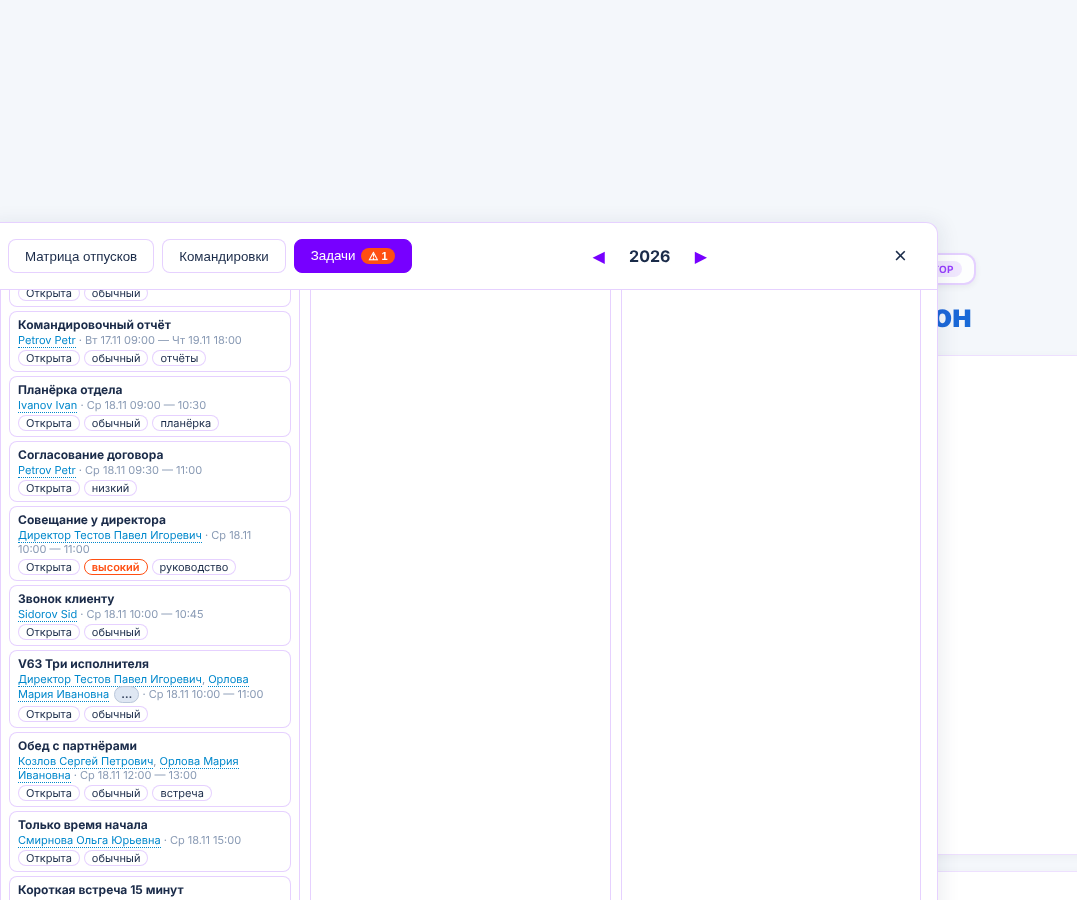 Матрица отпусков
Командировки
Задачи ⚠ 1
◀ 2026 ▶
✕
ОР
он
Открыта обычный
Командировочный отчёт
Petrov Petr · Вт 17.11 09:00 — Чт 19.11 18:00
Открыта обычный отчёты
Планёрка отдела
Ivanov Ivan · Ср 18.11 09:00 — 10:30
Открыта обычный планёрка
Согласование договора
Petrov Petr · Ср 18.11 09:30 — 11:00
Открыта низкий
Совещание у директора
Директор Тестов Павел Игоревич · Ср 18.11
10:00 — 11:00
Открыта высокий руководство
Звонок клиенту
Sidorov Sid · Ср 18.11 10:00 — 10:45
Открыта обычный
V63 Три исполнителя
Директор Тестов Павел Игоревич, Орлова
Мария Ивановна ... · Ср 18.11 10:00 — 11:00
Открыта обычный
Обед с партнёрами
Козлов Сергей Петрович, Орлова Мария
Ивановна · Ср 18.11 12:00 — 13:00
Открыта обычный встреча
Только время начала
Смирнова Ольга Юрьевна · Ср 18.11 15:00
Открыта обычный
Короткая встреча 15 минут